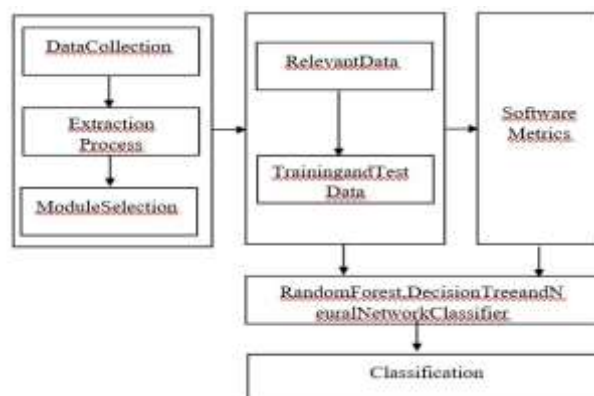 DataCollection
Extraction
Process
ModuleSelection
RelevantData
TrainingandTest
Data
Software
Metrics
RandomForest,DecisionTreeandN
euralNetworkClassifier
Classification